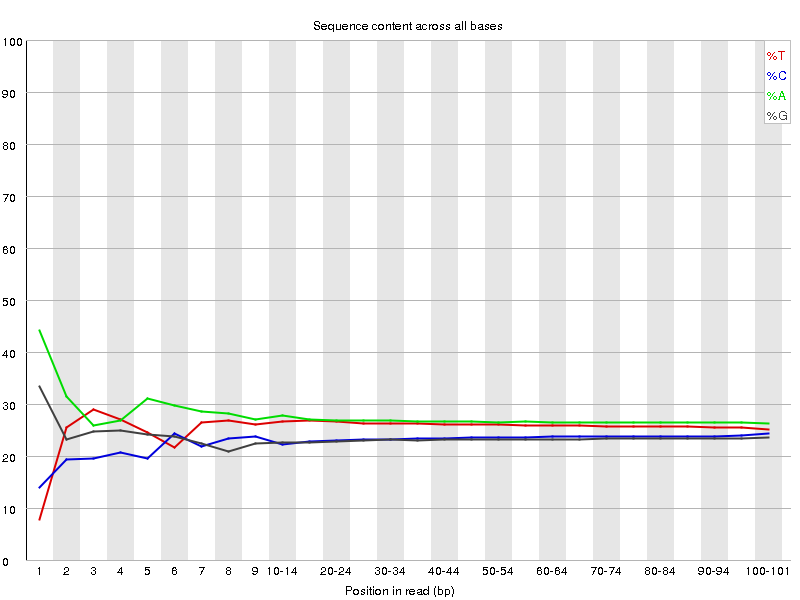 Sequence content across all bases
100
90
80
70
60
50
40
30
20
10
0
%T
%C
%A
%G
1 2 3 4 5 6 7 8 9 10-14 20-24 30-34 40-44 50-54 60-64 70-74 80-84 90-94 100-101
Position in read (bp)